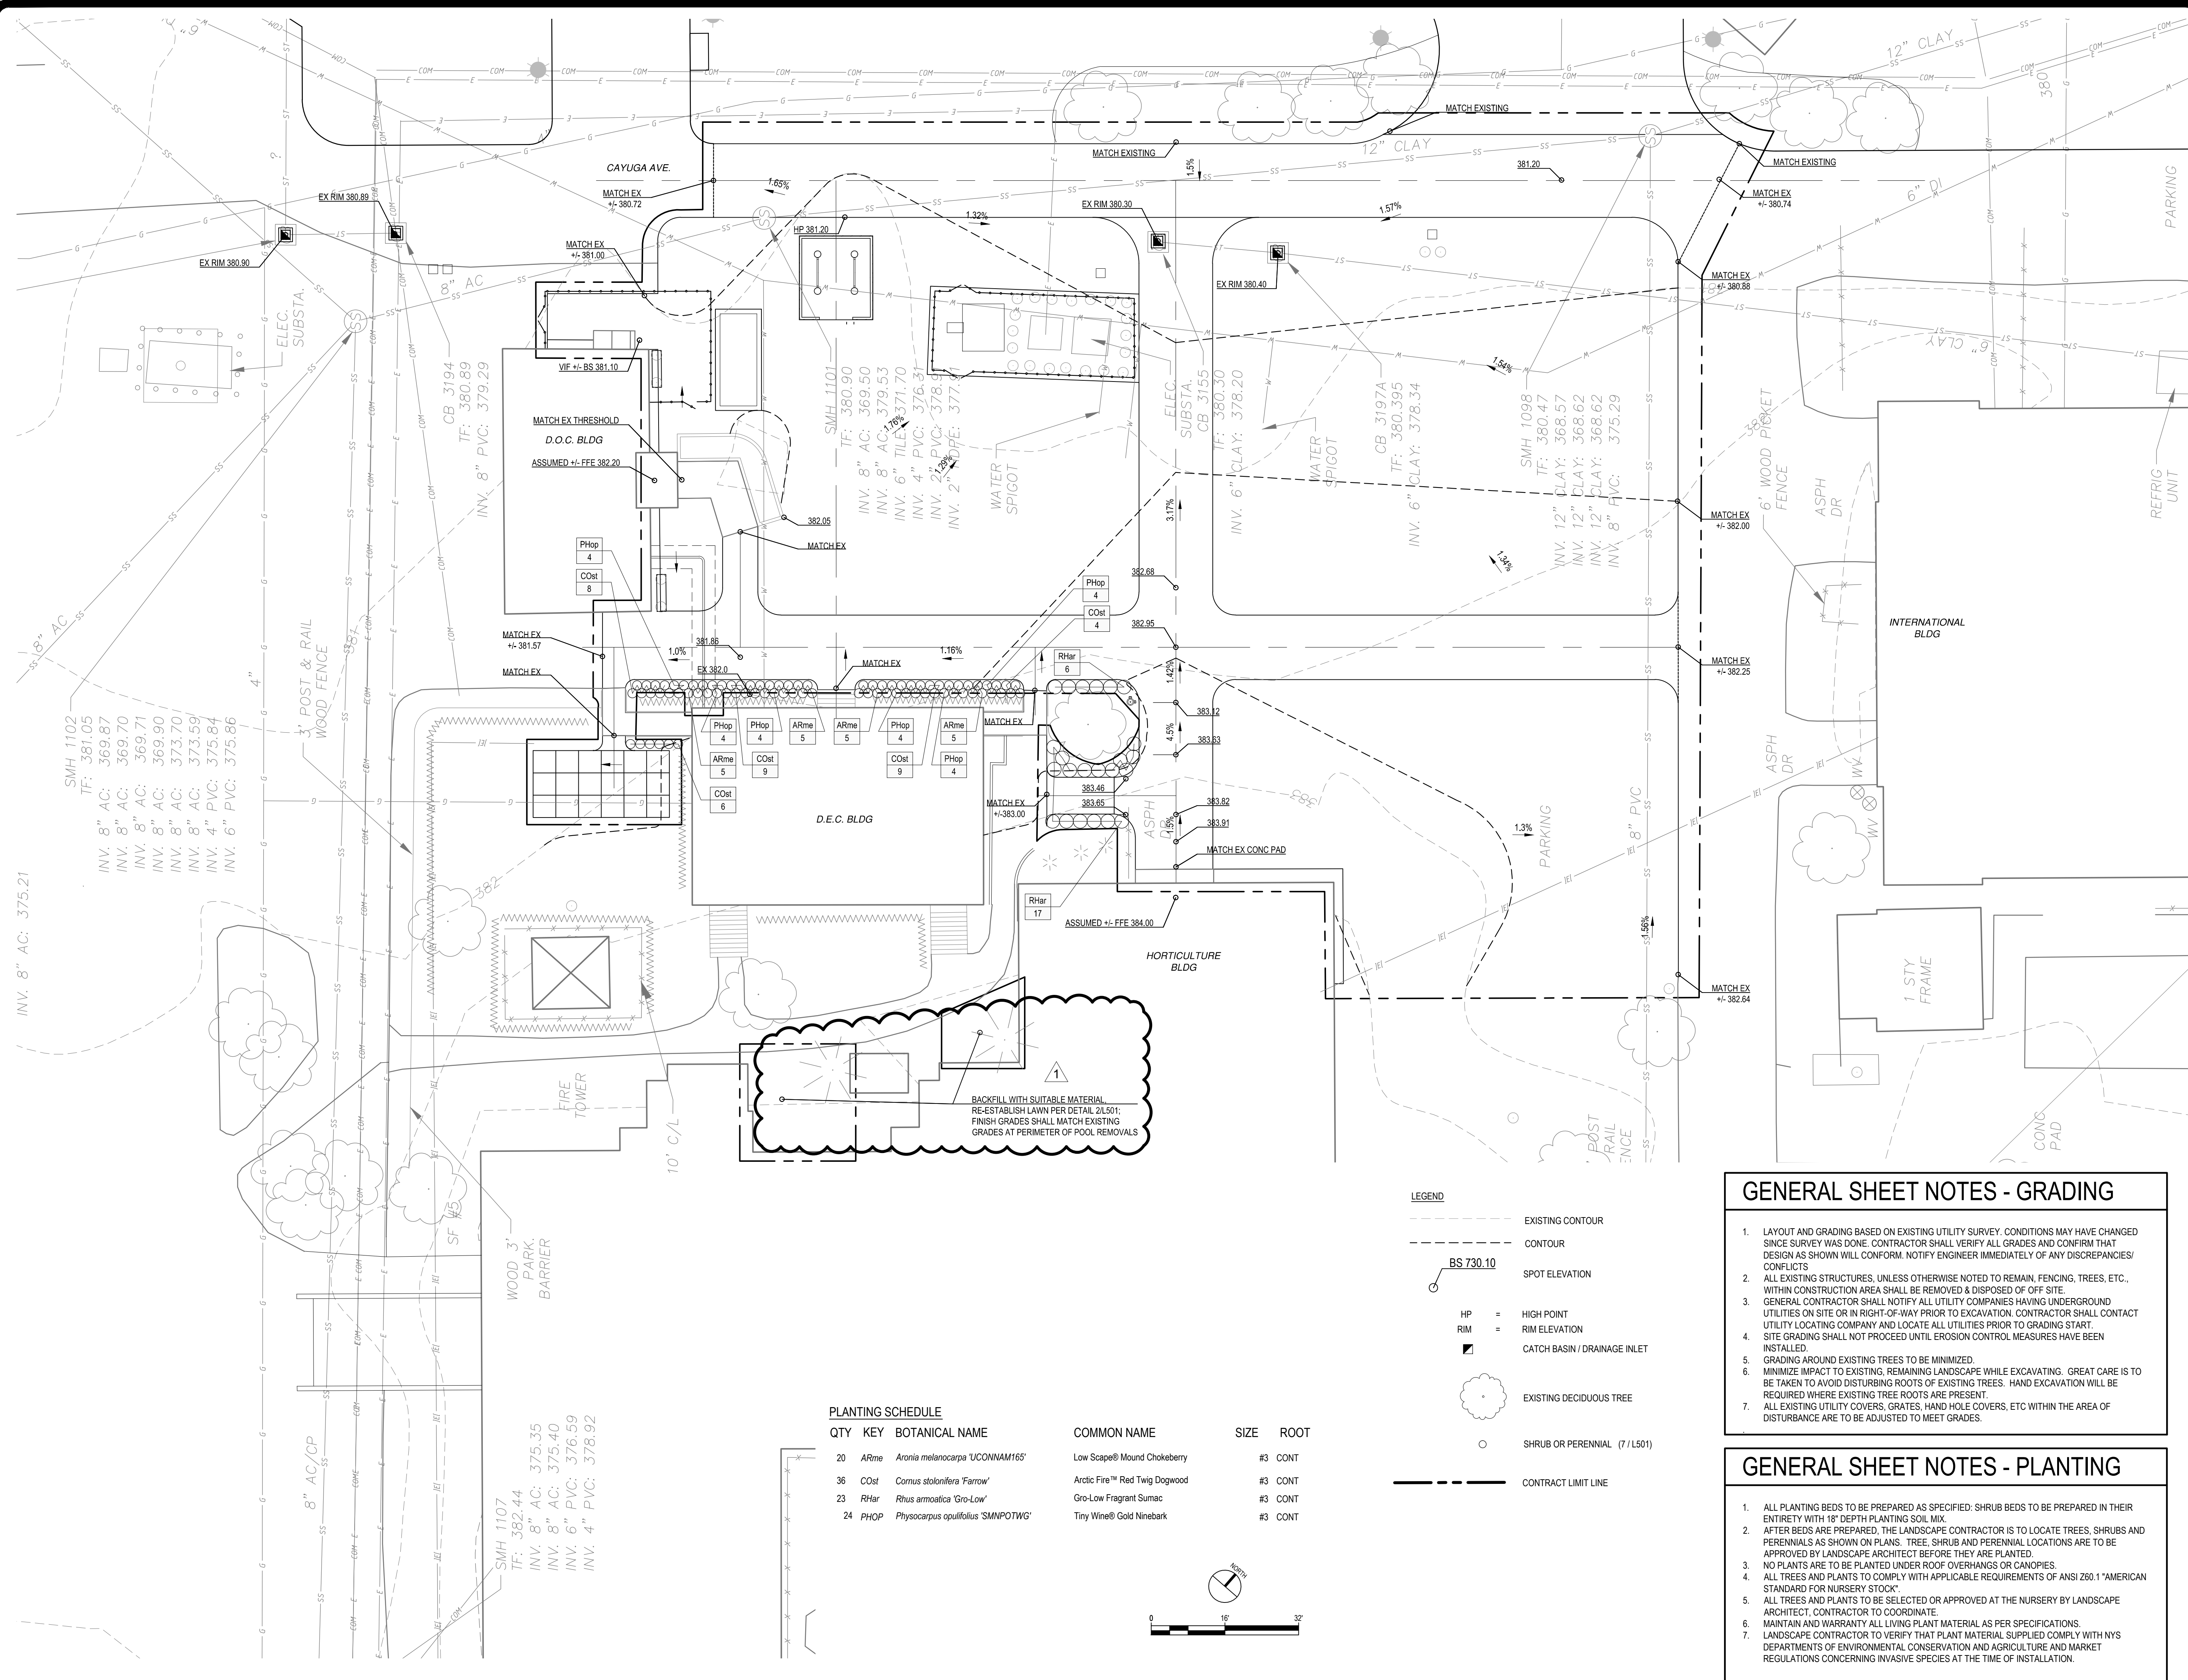 12" CLAY
380
MATCH EXISTING
12" CLAY
MATCH EXISTING
MATCH EXISTING
CAYUGA AVE.
1.65%
1.5%
381.20
MATCH EX
+/- 380.72
MATCH EX
+/- 380.74
6" DI
PARKING
EX RIM 380.89
EX RIM 380.30
1.57%
1.32%
HP 381.20
MATCH EX
+/- 381.00
EX RIM 380.90
8" AC
EX RIM 380.40
MATCH EX
+/- 380.88
ELEC.
SUBSTA.
6" CLAY
VIF +/- BS 381.10
1.54%
CB 3194
TF: 380.89
INV. 8" PVC: 379.29
SMH 1101
TF: 380.90
INV. 8" AC: 369.50
INV. 8" AC: 379.53
INV. 6" TILE: 371.70
INV. 4" PVC: 376.31
1.76%
1.29%
WATER
SPIGOT
ELEC.
SUBSTA.
CB 3155
TF: 380.30
INV. 6" CLAY: 378.20
WATER
SPIGOT
CB 3197A
TF: 380.395
INV. 6" CLAY: 378.34
SMH 1098
TF: 380.47
INV. 12" CLAY: 368.57
INV. 12" CLAY: 368.62
INV. 12" CLAY: 368.62
INV. 8" PVC: 375.29
6' WOOD PICKET
FENCE
ASPH
DR
REFRIG
UNIT
MATCH EX THRESHOLD
D.O.C. BLDG
ASSUMED +/- FFE 382.20
382.05
MATCH EX
3.17%
MATCH EX
+/- 382.00
PHop
4
COst
8
382.68
1.34%
PHop
4
COst
4
382.95
INTERNATIONAL
BLDG
8" AC
381
3' POST & RAIL
WOOD FENCE
4"
MATCH EX
+/- 381.57
381.86
1.0%
1.16%
MATCH EX
EX 382.0
MATCH EX
RHar
6
1.42%
MATCH EX
+/- 382.25
383.12
4.5%
383.63
MATCH EX
PHop
4
PHop
4
ARme
5
ARme
5
PHop
4
ARme
5
ARme
5
COst
9
COst
9
PHop
4
COst
6
SMH 1102
TF: 381.05
INV. 8" AC: 369.87
INV. 8" AC: 369.70
INV. 8" AC: 369.71
INV. 8" AC: 369.90
INV. 8" AC: 373.70
INV. 8" AC: 373.59
INV. 4" PVC: 375.84
INV. 6" PVC: 375.86
383.46
383.65
MATCH EX
+/-383.00
383.82
383.91
1.5%
ASPH
DR
MATCH EX CONC PAD
383
PARKING
1.3%
8" PVC
ASPH
DR
WV
WV
D.E.C. BLDG
382
INV. 8" AC: 375.21
RHar
17
ASSUMED +/- FFE 384.00
1.56%
HORTICULTURE
BLDG
MATCH EX
+/- 382.64
1 STY
FRAME
1
BACKFILL WITH SUITABLE MATERIAL,
RE-ESTABLISH LAWN PER DETAIL 2/L501;
FINISH GRADES SHALL MATCH EXISTING
GRADES AT PERIMETER OF POOL REMOVALS
FIRE
TOWER
10' C/L
POST
RAIL
CONC
PAD
SF #5
WOOD 3'
PARK.
BARRIER
8" AC/CP
SMH 1107
TF: 382.44
INV. 8" AC: 375.35
INV. 8" AC: 375.40
INV. 6" PVC: 376.59
INV. 4" PVC: 378.92
LEGEND
EXISTING CONTOUR
CONTOUR
BS 730.10
SPOT ELEVATION
HP = HIGH POINT
RIM = RIM ELEVATION
CATCH BASIN / DRAINAGE INLET
EXISTING DECIDUOUS TREE
SHRUB OR PERENNIAL (7 / L501)
CONTRACT LIMIT LINE
PLANTING SCHEDULE
QTY KEY BOTANICAL NAME COMMON NAME SIZE ROOT
20 ARme Aronia melanocarpa 'UCONNAM165' Low Scape® Mound Chokeberry #3 CONT
36 COst Cornus stolonifera 'Farrow' Arctic Fire™ Red Twig Dogwood #3 CONT
23 RHar Rhus armoatica 'Gro-Low' Gro-Low Fragrant Sumac #3 CONT
24 PHOP Physocarpus opulifolius 'SMNPOTWG' Tiny Wine® Gold Ninebark #3 CONT
NORTH
0 16' 32'
GENERAL SHEET NOTES - GRADING
1. LAYOUT AND GRADING BASED ON EXISTING UTILITY SURVEY. CONDITIONS MAY HAVE CHANGED
SINCE SURVEY WAS DONE. CONTRACTOR SHALL VERIFY ALL GRADES AND CONFIRM THAT
DESIGN AS SHOWN WILL CONFORM. NOTIFY ENGINEER IMMEDIATELY OF ANY DISCREPANCIES/
CONFLICTS
2. ALL EXISTING STRUCTURES, UNLESS OTHERWISE NOTED TO REMAIN, FENCING, TREES, ETC.,
WITHIN CONSTRUCTION AREA SHALL BE REMOVED & DISPOSED OF OFF SITE.
3. GENERAL CONTRACTOR SHALL NOTIFY ALL UTILITY COMPANIES HAVING UNDERGROUND
UTILITIES ON SITE OR IN RIGHT-OF-WAY PRIOR TO EXCAVATION. CONTRACTOR SHALL CONTACT
UTILITY LOCATING COMPANY AND LOCATE ALL UTILITIES PRIOR TO GRADING START.
4. SITE GRADING SHALL NOT PROCEED UNTIL EROSION CONTROL MEASURES HAVE BEEN
INSTALLED.
5. GRADING AROUND EXISTING TREES TO BE MINIMIZED.
6. MINIMIZE IMPACT TO EXISTING, REMAINING LANDSCAPE WHILE EXCAVATING. GREAT CARE IS TO
BE TAKEN TO AVOID DISTURBING ROOTS OF EXISTING TREES. HAND EXCAVATION WILL BE
REQUIRED WHERE EXISTING TREE ROOTS ARE PRESENT.
7. ALL EXISTING UTILITY COVERS, GRATES, HAND HOLE COVERS, ETC WITHIN THE AREA OF
DISTURBANCE ARE TO BE ADJUSTED TO MEET GRADES.
GENERAL SHEET NOTES - PLANTING
1. ALL PLANTING BEDS TO BE PREPARED AS SPECIFIED: SHRUB BEDS TO BE PREPARED IN THEIR
ENTIRETY WITH 18" DEPTH PLANTING SOIL MIX.
2. AFTER BEDS ARE PREPARED, THE LANDSCAPE CONTRACTOR IS TO LOCATE TREES, SHRUBS AND
PERENNIALS AS SHOWN ON PLANS. TREE, SHRUB AND PERENNIAL LOCATIONS ARE TO BE
APPROVED BY LANDSCAPE ARCHITECT BEFORE THEY ARE PLANTED.
3. NO PLANTS ARE TO BE PLANTED UNDER ROOF OVERHANGS OR CANOPIES.
4. ALL TREES AND PLANTS TO COMPLY WITH APPLICABLE REQUIREMENTS OF ANSI Z60.1 "AMERICAN
STANDARD FOR NURSERY STOCK".
5. ALL TREES AND PLANTS TO BE SELECTED OR APPROVED AT THE NURSERY BY LANDSCAPE
ARCHITECT, CONTRACTOR TO COORDINATE.
6. MAINTAIN AND WARRANTY ALL LIVING PLANT MATERIAL AS PER SPECIFICATIONS.
7. LANDSCAPE CONTRACTOR TO VERIFY THAT PLANT MATERIAL SUPPLIED COMPLY WITH NYS
DEPARTMENTS OF ENVIRONMENTAL CONSERVATION AND AGRICULTURE AND MARKET
REGULATIONS CONCERNING INVASIVE SPECIES AT THE TIME OF INSTALLATION.